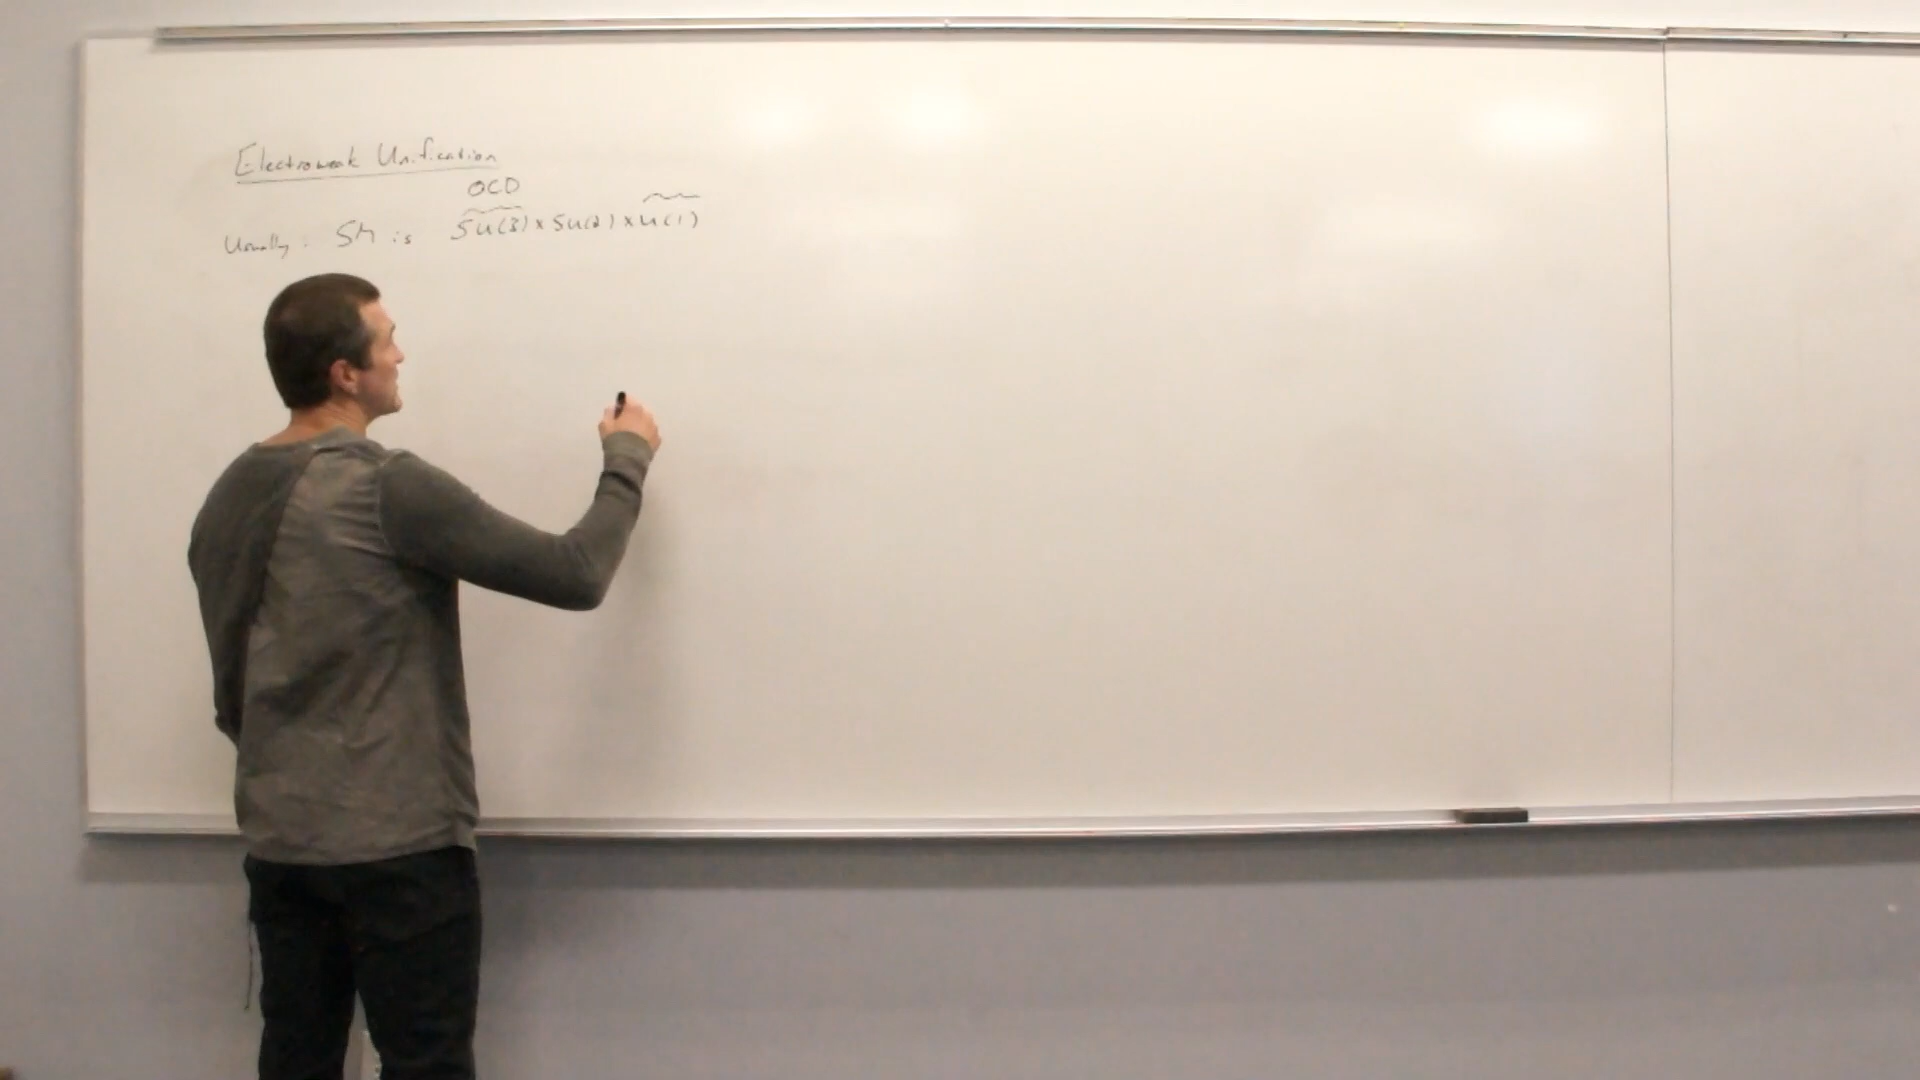 Electroweak Unification
QCD
Usually: SM is SU(3) × SU(2) × U(1)